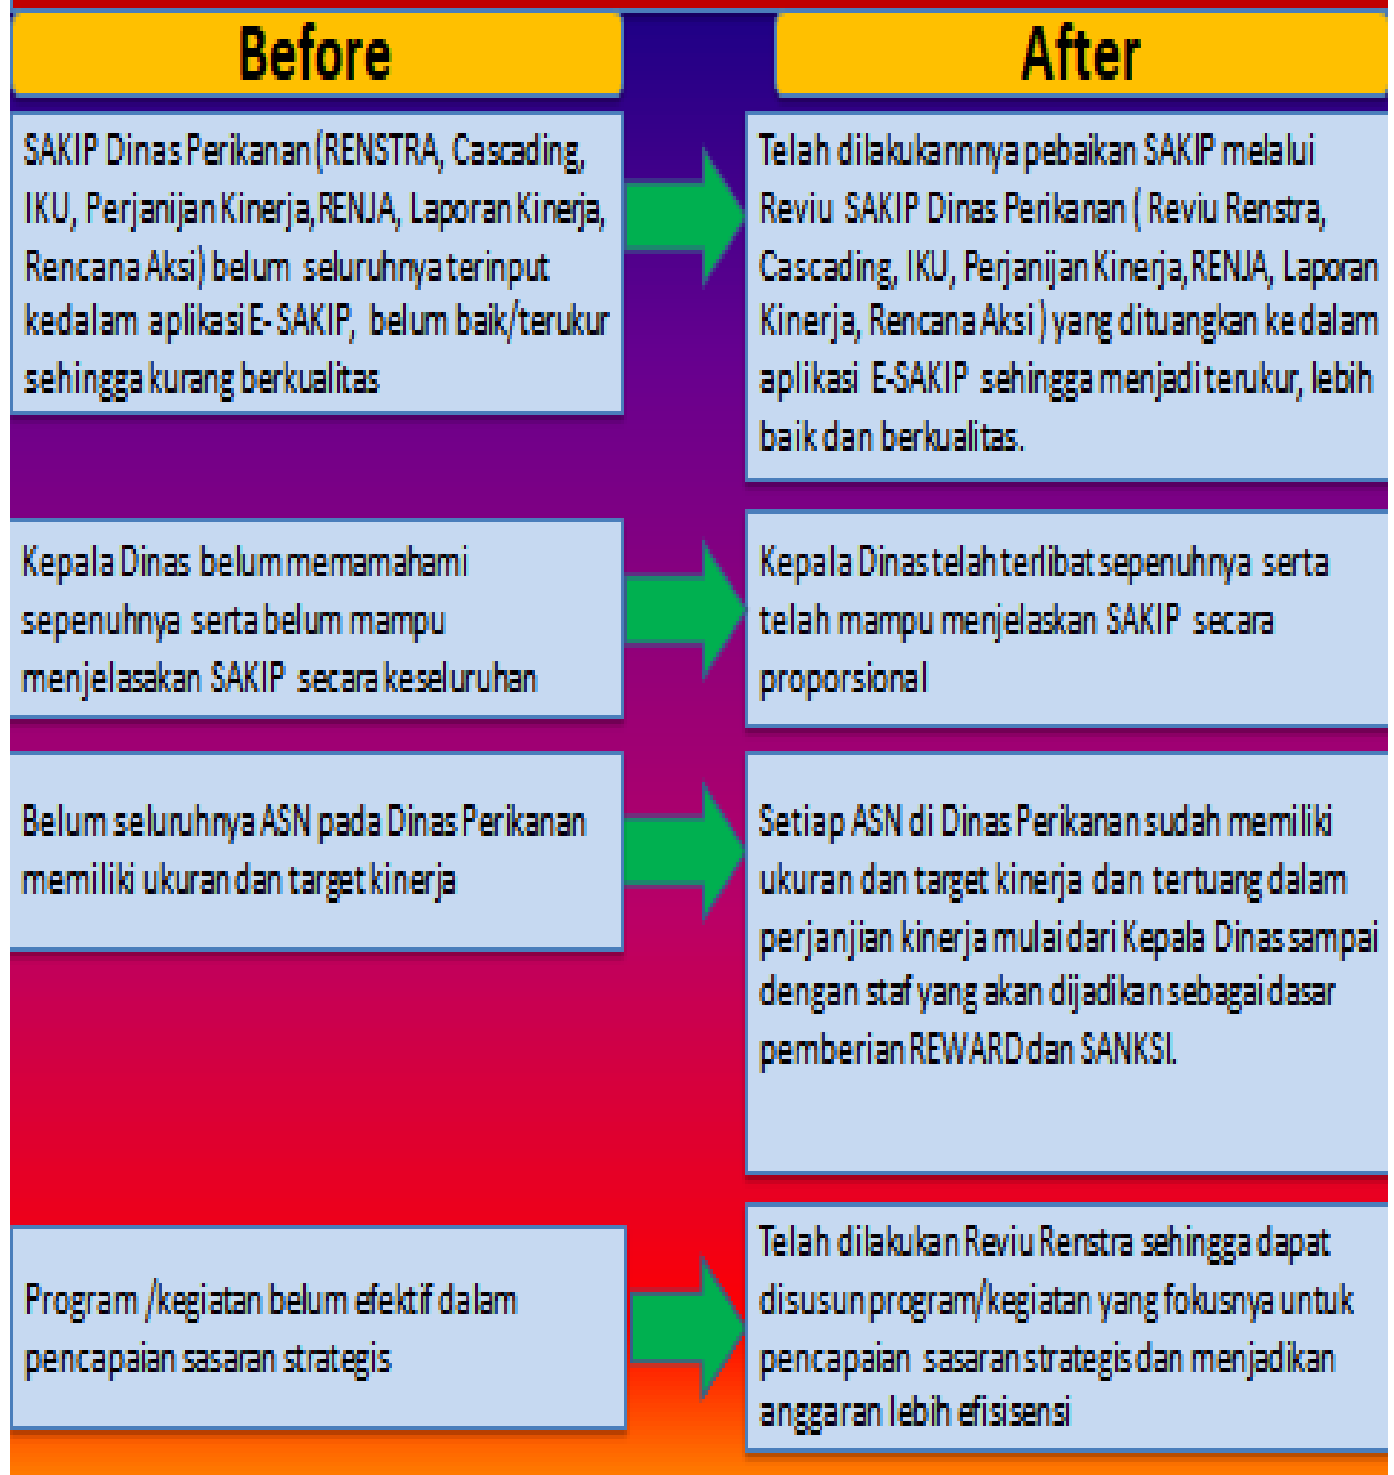 Before
After
SAKIP Dinas Perikanan (RENSTRA, Cascading,
IKU, Perjanijan Kinerja, RENJA, Laporan Kinerja,
Rencana Aksi) belum seluruhnya terinput
kedalam aplikasi E- SAKIP, belum baik/terukur
sehingga kurang berkualitas
Telah dilakukannnya pebaikan SAKIP melalui
Reviu SAKIP Dinas Perikanan ( Reviu Renstra,
Cascading, IKU, Perjanijan Kinerja, RENJA, Laporan
Kinerja, Rencana Aksi ) yang dituangkan ke dalam
aplikasi E-SAKIP sehingga menjadi terukur, lebih
baik dan berkualitas.
Kepala Dinas belum memamahami
sepenuhnya serta belum mampu
menjelasakan SAKIP secara keseluruhan
Kepala Dinas telah terlibat sepenuhnya serta
telah mampu menjelaskan SAKIP secara
proporsional
Belum seluruhnya ASN pada Dinas Perikanan
memiliki ukuran dan target kinerja
Setiap ASN di Dinas Perikanan sudah memiliki
ukuran dan target kinerja dan tertuang dalam
perjanjian kinerja mulai dari Kepala Dinas sampai
dengan staf yang akan dijadikan sebagai dasar
pemberian REWARD dan SANKSI.
Program /kegiatan belum efektif dalam
pencapaian sasaran strategis
Telah dilakukan Reviu Renstra sehingga dapat
disusun program/kegiatan yang fokusnya untuk
pencapaian sasaran strategis dan menjadikan
anggaran lebih efisisensi